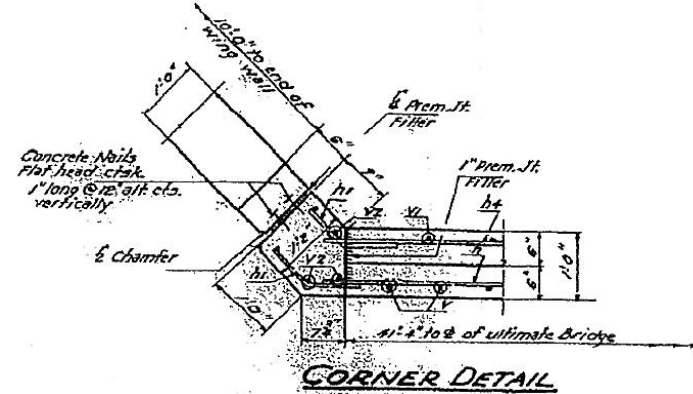 10'-0" to end of
wing wall
1'-0"
Prem. Jt.
Filler
6"
Concrete Nails
Flat head ctsk.
1" long @ 12" alt. cts.
vertically
1" Prem. Jt.
Filler
h1
V2
V1
h4
Chamfer
h1
V2
h
V
6"
6"
1'-0"
41'-4" to ₵ of ultimate Bridge
CORNER DETAIL